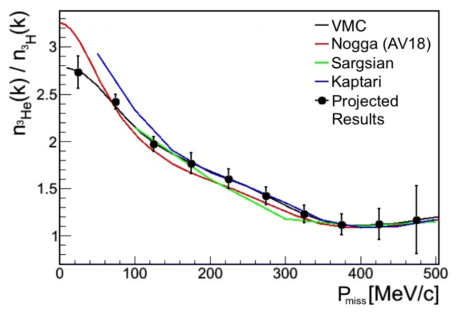 n³He(k) / n³H(k)
3
2.5
2
1.5
1
0
100
200
300
400
500
P miss [MeV/c]
VMC
Nogga (AV18)
Sargsian
Kaptari
Projected
Results